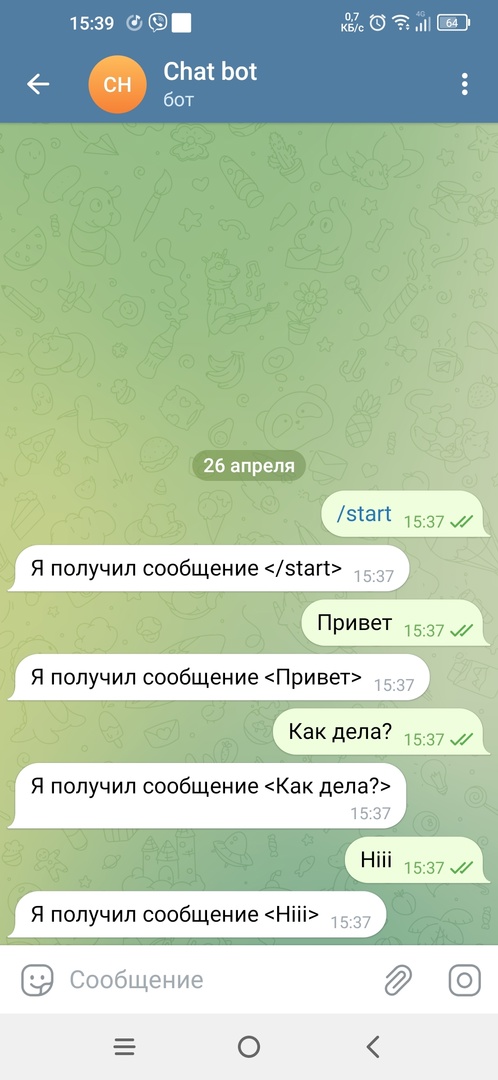 15:39 0,7 КБ/с 4G 64
CH
Chat bot
бот
26 апреля
/start 15:37
Я получил сообщение </start> 15:37
Привет 15:37
Я получил сообщение <Привет> 15:37
Как дела? 15:37
Я получил сообщение <Как дела?>
15:37
Hiii 15:37
Я получил сообщение <Hiii> 15:37
Сообщение